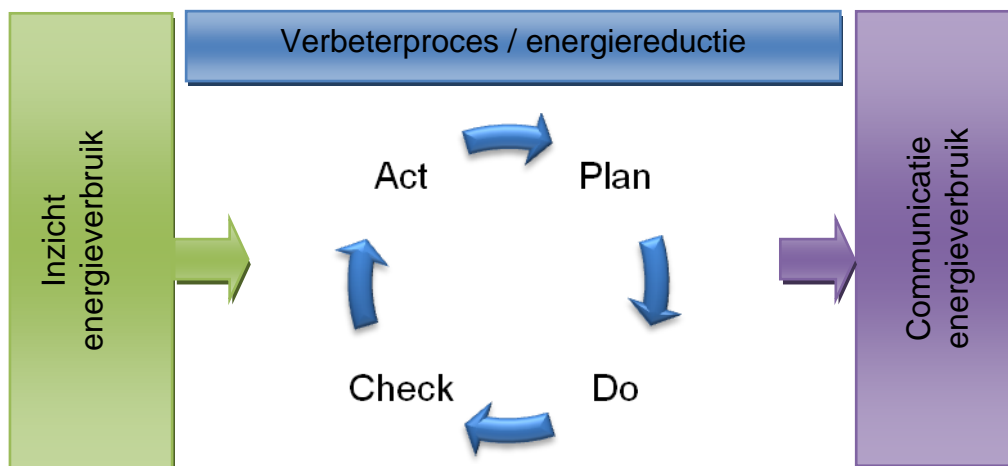 Verbeterproces / energiereductie
Inzicht
energieverbruik
Act
Plan
Check
Do
Communicatie
energieverbruik